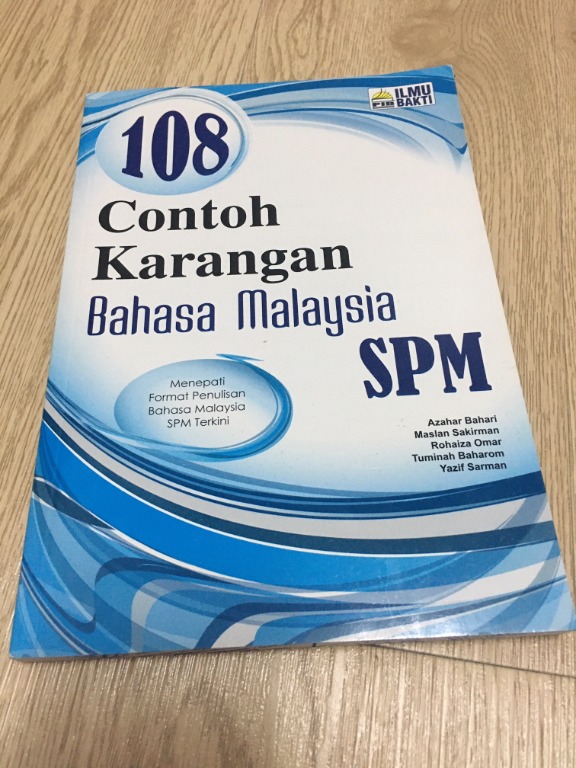 PIB ILMU
BAKTI
108
Contoh
Karangan
Bahasa Malaysia
SPM
Menepati
Format Penulisan
Bahasa Malaysia
SPM Terkini
Azahar Bahari
Maslan Sakirman
Rohaiza Omar
Tuminah Baharom
Yazif Sarman